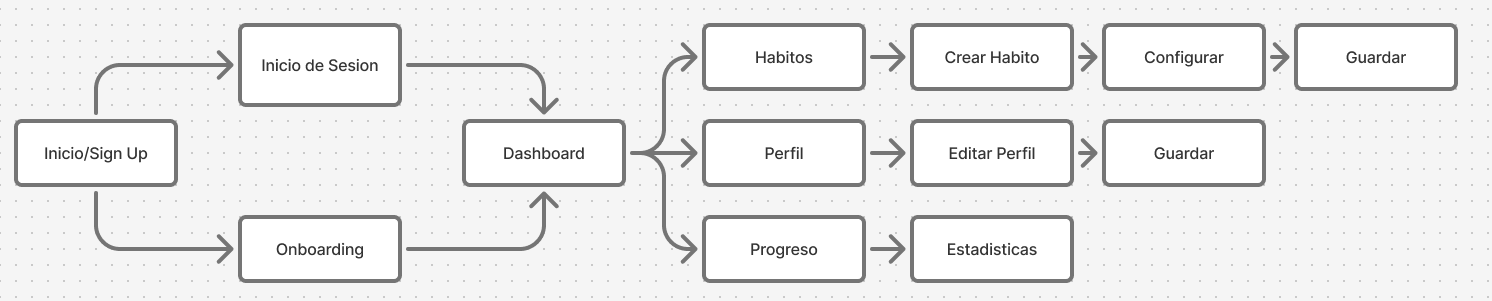 Inicio de Sesion
Inicio/Sign Up
Onboarding
Dashboard
Habitos
Crear Habito
Configurar
Guardar
Perfil
Editar Perfil
Guardar
Progreso
Estadisticas